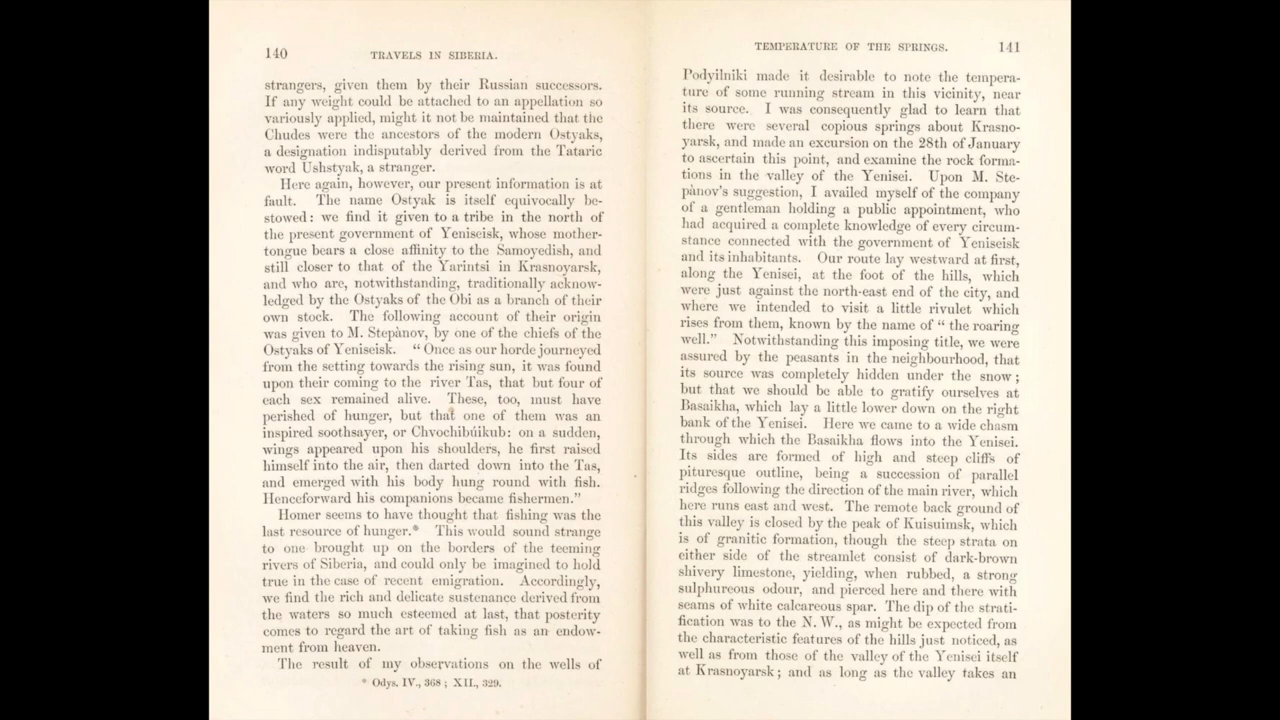 140
TRAVELS IN SIBERIA.
strangers, given them by their Russian successors.
If any weight could be attached to an appellation so
variously applied, might it not be maintained that the
Chudes were the ancestors of the modern Ostyaks,
a designation indisputably derived from the Tataric
word Ushstyak, a stranger.
Here again, however, our present information is at
fault. The name Ostyak is itself equivocally be-
stowed: we find it given to a tribe in the north of
the present government of Yeniseisk, whose mother-
tongue bears a close affinity to the Samoyedish, and
still closer to that of the Yarintsi in Krasnoyarsk,
and who are, notwithstanding, traditionally acknow-
ledged by the Ostyaks of the Obi as a branch of their
own stock. The following account of their origin
was given to M. Stepànov, by one of the chiefs of the
Ostyaks of Yeniseisk. “Once as our horde journeyed
from the setting towards the rising sun, it was found
upon their coming to the river Tas, that but four of
each sex remained alive. These, too, must have
perished of hunger, but that one of them was an
inspired soothsayer, or Chvochibúikub: on a sudden,
wings appeared upon his shoulders, he first raised
himself into the air, then darted down into the Tas,
and emerged with his body hung round with fish.
Henceforward his companions became fishermen.”
Homer seems to have thought that fishing was the
last resource of hunger.* This would sound strange
to one brought up on the borders of the teeming
rivers of Siberia, and could only be imagined to hold
true in the case of recent emigration. Accordingly,
we find the rich and delicate sustenance derived from
the waters so much esteemed at last, that posterity
comes to regard the art of taking fish as an endow-
ment from heaven.
The result of my observations on the wells of
* Odys. IV., 368 ; XII., 329.
TEMPERATURE OF THE SPRINGS.
141
Podyilniki made it desirable to note the tempera-
ture of some running stream in this vicinity, near
its source. I was consequently glad to learn that
there were several copious springs about Krasno-
yarsk, and made an excursion on the 28th of January
to ascertain this point, and examine the rock forma-
tions in the valley of the Yenisei. Upon M. Ste-
pànov's suggestion, I availed myself of the company
of a gentleman holding a public appointment, who
had acquired a complete knowledge of every circum-
stance connected with the government of Yeniseisk
and its inhabitants. Our route lay westward at first,
along the Yenisei, at the foot of the hills, which
were just against the north-east end of the city, and
where we intended to visit a little rivulet which
rises from them, known by the name of “ the roaring
well.” Notwithstanding this imposing title, we were
assured by the peasants in the neighbourhood, that
its source was completely hidden under the snow ;
but that we should be able to gratify ourselves at
Basaikha, which lay a little lower down on the right
bank of the Yenisei. Here we came to a wide chasm
through which the Basaikha flows into the Yenisei.
Its sides are formed of high and steep cliffs of
pituresque outline, being a succession of parallel
ridges following the direction of the main river, which
here runs east and west. The remote back ground of
this valley is closed by the peak of Kuisuimsk, which
is of granitic formation, though the steep strata on
either side of the streamlet consist of dark-brown
shivery limestone, yielding, when rubbed, a strong
sulphureous odour, and pierced here and there with
seams of white calcareous spar. The dip of the strati-
fication was to the N. W., as might be expected from
the characteristic features of the hills just noticed, as
well as from those of the valley of the Yenisei itself
at Krasnoyarsk ; and as long as the valley takes an